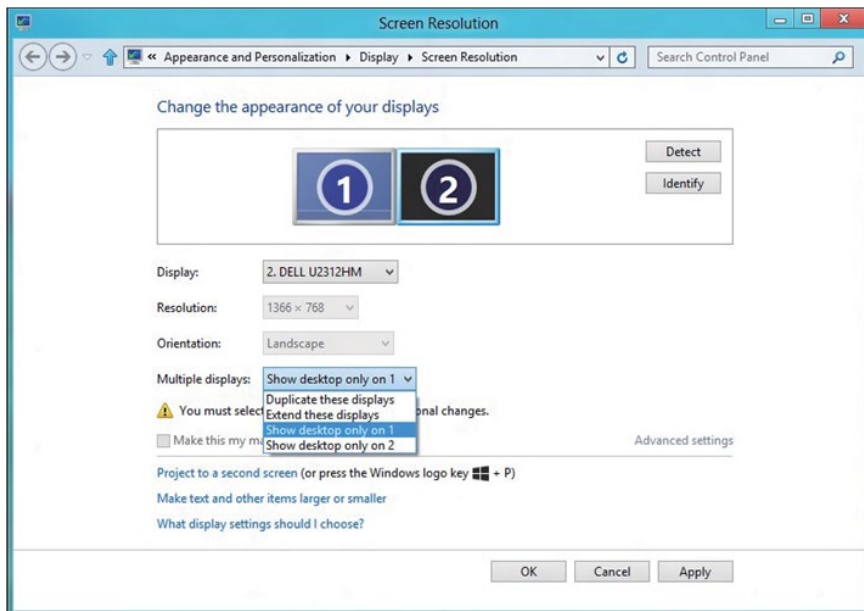 Screen Resolution
« Appearance and Personalization ▸ Display ▸ Screen Resolution Search Control Panel
Change the appearance of your displays
1 2
Detect
Identify
Display: 2. DELL U2312HM
Resolution: 1366 × 768
Orientation: Landscape
Multiple displays: Show desktop only on 1
Duplicate these displays
Extend these displays
Show desktop only on 1
Show desktop only on 2
You must select onal changes.
Make this my ma
Advanced settings
Project to a second screen (or press the Windows logo key + P)
Make text and other items larger or smaller
What display settings should I choose?
OK Cancel Apply